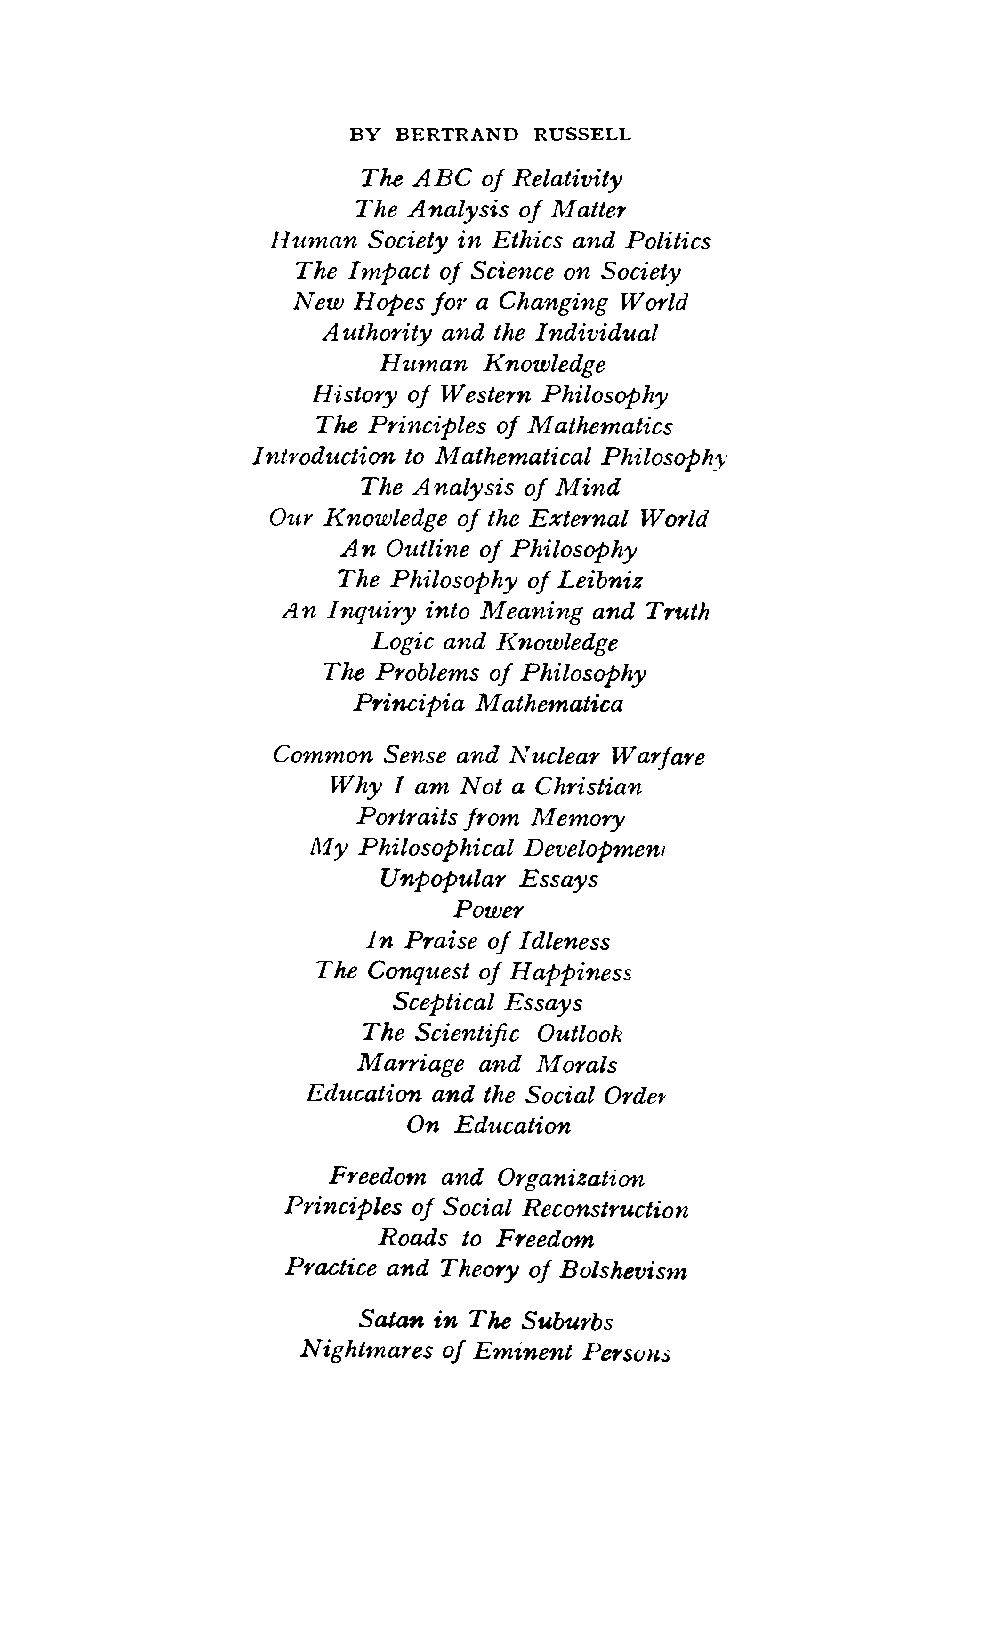 BY BERTRAND RUSSELL
The ABC of Relativity
The Analysis of Matter
Human Society in Ethics and Politics
The Impact of Science on Society
New Hopes for a Changing World
Authority and the Individual
Human Knowledge
History of Western Philosophy
The Principles of Mathematics
Introduction to Mathematical Philosophy
The Analysis of Mind
Our Knowledge of the External World
An Outline of Philosophy
The Philosophy of Leibniz
An Inquiry into Meaning and Truth
Logic and Knowledge
The Problems of Philosophy
Principia Mathematica
Common Sense and Nuclear Warfare
Why I am Not a Christian
Portraits from Memory
My Philosophical Development
Unpopular Essays
Power
In Praise of Idleness
The Conquest of Happiness
Sceptical Essays
The Scientific Outlook
Marriage and Morals
Education and the Social Order
On Education
Freedom and Organization
Principles of Social Reconstruction
Roads to Freedom
Practice and Theory of Bolshevism
Satan in The Suburbs
Nightmares of Eminent Persons